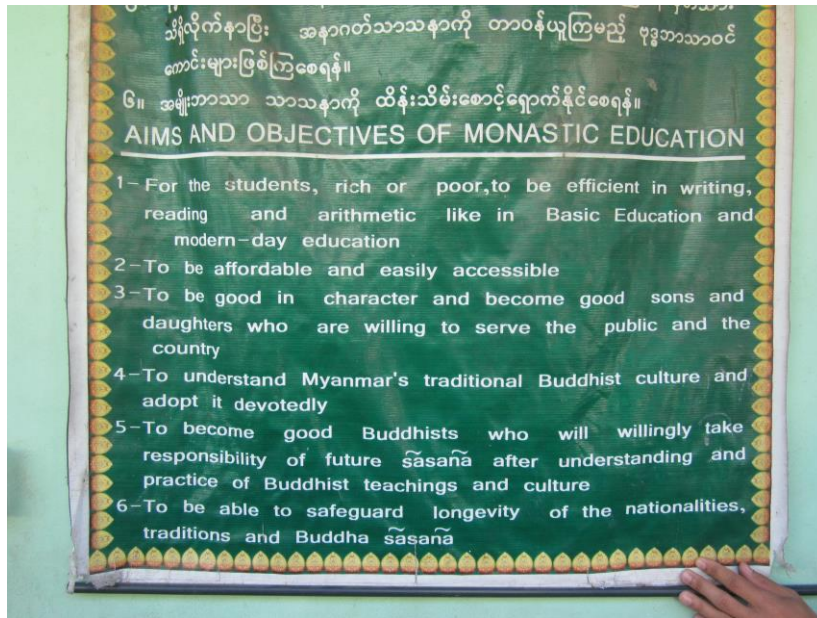 သိရှိလိုက်နာပြီး အနာဂတ်သာသနာကို တာဝန်ယူကြမည့် ဗုဒ္ဓဘာသာဝင်
ကောင်းများဖြစ်ကြစေရန်။
၆။ အမျိုးဘာသာ သာသနာကို ထိန်းသိမ်းစောင့်ရှောက်နိုင်စေရန်။
AIMS AND OBJECTIVES OF MONASTIC EDUCATION
1-For the students, rich or poor,to be efficient in writing,
reading and arithmetic like in Basic Education and
modern-day education
2-To be affordable and easily accessible
3-To be good in character and become good sons and
daughters who are willing to serve the public and the
country
4-To understand Myanmar's traditional Buddhist culture and
adopt it devotedly
5-To become good Buddhists who will willingly take
responsibility of future sāsanā after understanding and
practice of Buddhist teachings and culture
6-To be able to safeguard longevity of the nationalities,
traditions and Buddha sāsanā